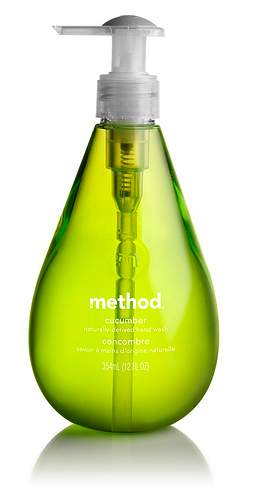 method.
cucumber
naturally-derived hand wash
concombre
savon à mains d'origine naturelle
354mL (12 FL OZ)